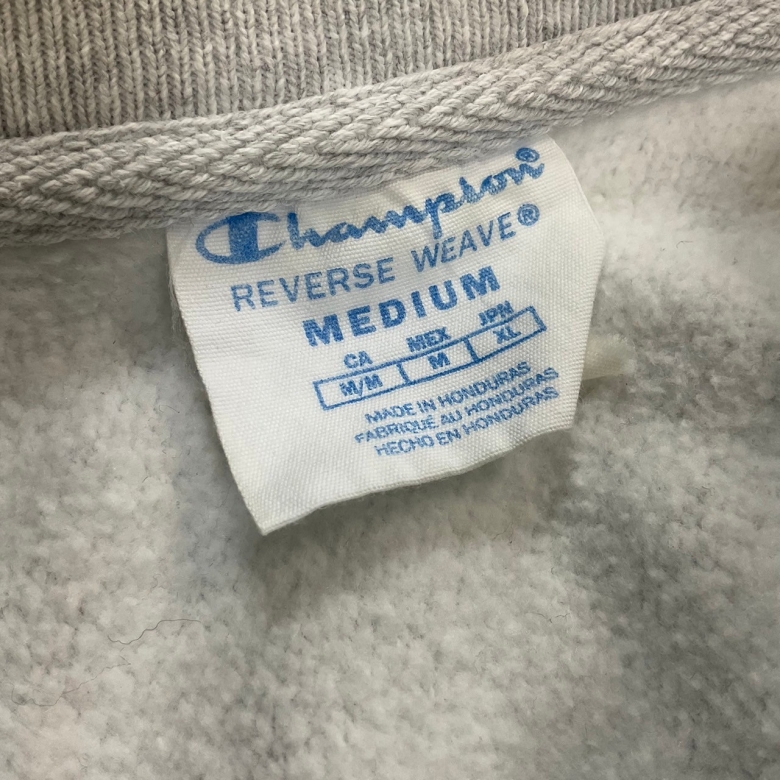 Champion®
REVERSE WEAVE®
MEDIUM
CA MEX JPN
M/M M XL
MADE IN HONDURAS
FABRIQUÉ AU HONDURAS
HECHO EN HONDURAS